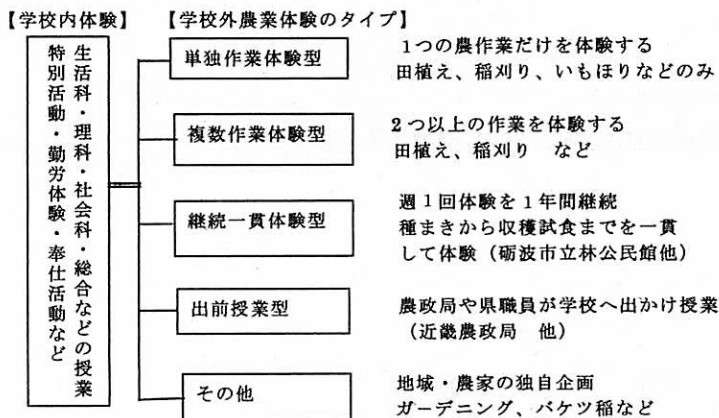 【学校内体験】 【学校外農業体験のタイプ】
生活科・理科・社会科・総合などの授業
特別活動・勤労体験・奉仕活動など
単独作業体験型
1つの農作業だけを体験する
田植え、稲刈り、いもほりなどのみ
複数作業体験型
2つ以上の作業を体験する
田植え、稲刈り など
継続一貫体験型
週1回体験を1年間継続
種まきから収穫試食までを一貫
して体験（砺波市立林公民館他）
出前授業型
農政局や県職員が学校へ出かけ授業
（近畿農政局 他）
その他
地域・農家の独自企画
ガーデニング、バケツ稲など